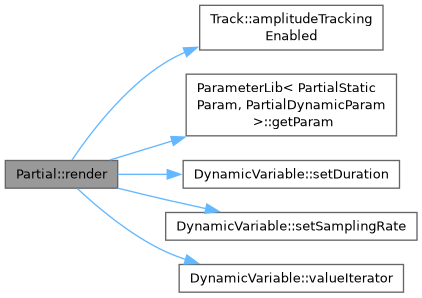 Track::amplitudeTracking
Enabled
ParameterLib< PartialStatic
Param, PartialDynamicParam
>::getParam
Partial::render
DynamicVariable::setDuration
DynamicVariable::setSamplingRate
DynamicVariable::valueIterator